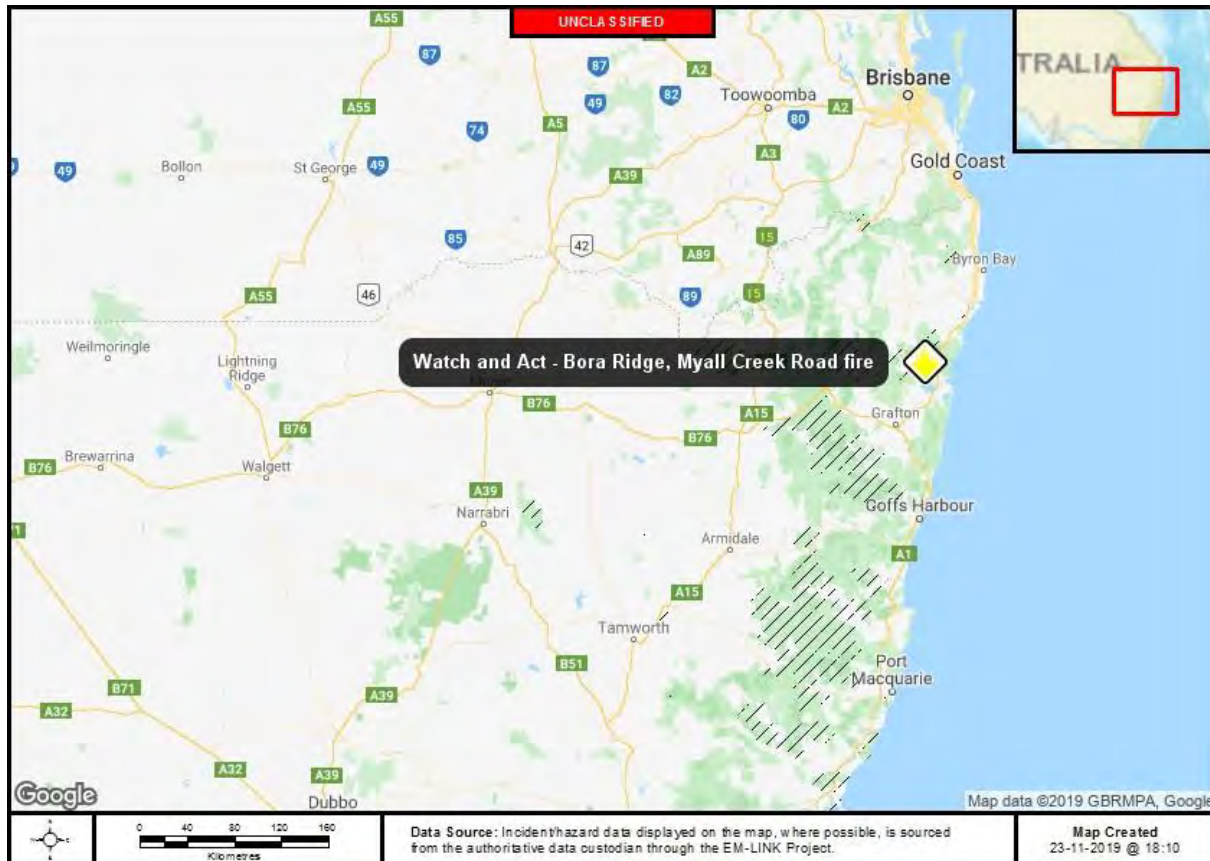 UNCLASSIFIED
A55
87
87
A2
Brisbane
TRALIA
Toowoomba
A2
49
82
A55
A5
49
80
74
A3
Bollon
St George
49
49
Gold Coast
A39
15
85
42
A89
Byron Bay
A55
46
89
15
Weilmoringle
Lightning
Ridge
Watch and Act - Bora Ridge, Myall Creek Road fire
B76
A15
Grafton
B76
B76
Brewarrina
B76
Walgett
A39
Narrabri
Coffs Harbour
Armidale
A1
A15
Tamworth
B51
Port
Macquarie
B71
A39
A32
A32
A39
Dubbo
Google
Map data ©2019 GBRMPA, Google
0 40 80 120 160
Kilometres
Data Source: Incident/hazard data displayed on the map, where possible, is sourced
from the authoritative data custodian through the EM-LINK Project.
Map Created
23-11-2019 @ 18:10